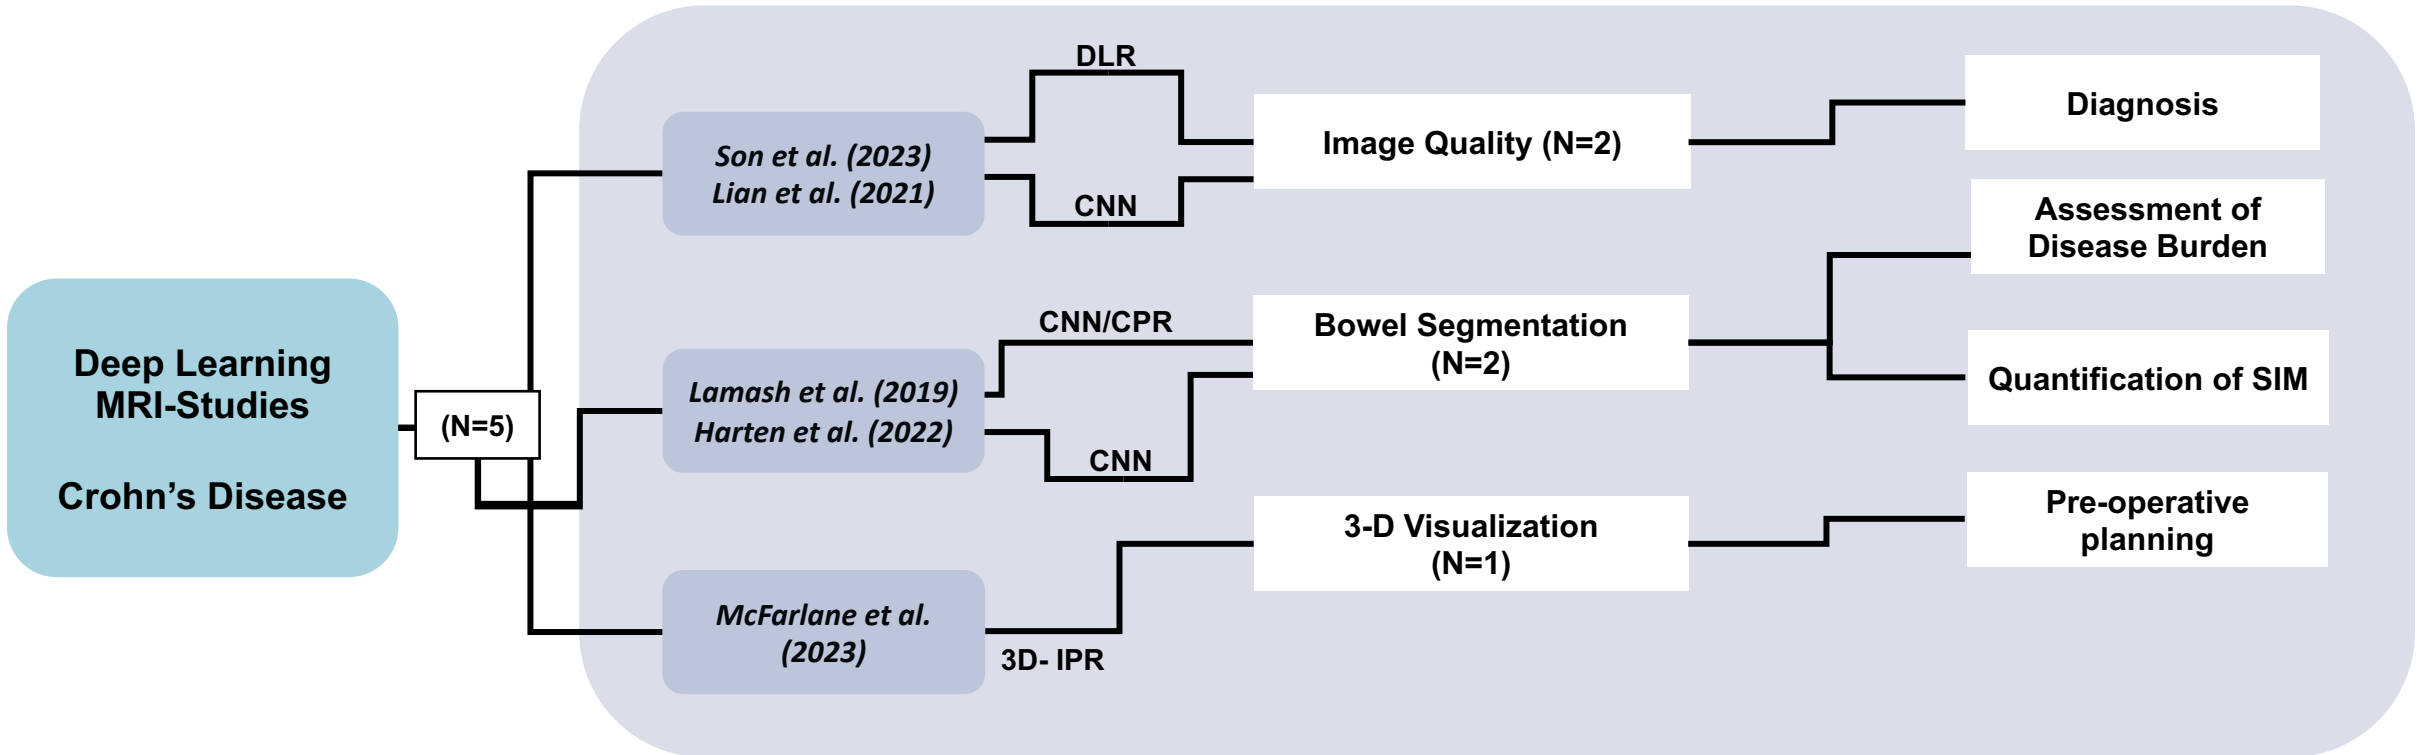 Deep Learning
MRI-Studies
Crohn’s Disease
(N=5)
Son et al. (2023)
Lian et al. (2021)
DLR
CNN
Image Quality (N=2)
Diagnosis
Lamash et al. (2019)
Harten et al. (2022)
CNN/CPR
CNN
Bowel Segmentation
(N=2)
Assessment of
Disease Burden
Quantification of SIM
McFarlane et al.
(2023)
3D- IPR
3-D Visualization
(N=1)
Pre-operative
planning